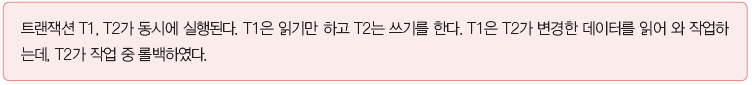 트랜잭션 T1, T2가 동시에 실행된다. T1은 읽기만 하고 T2는 쓰기를 한다. T1은 T2가 변경한 데이터를 읽어 와 작업하
는데, T2가 작업 중 롤백하였다.